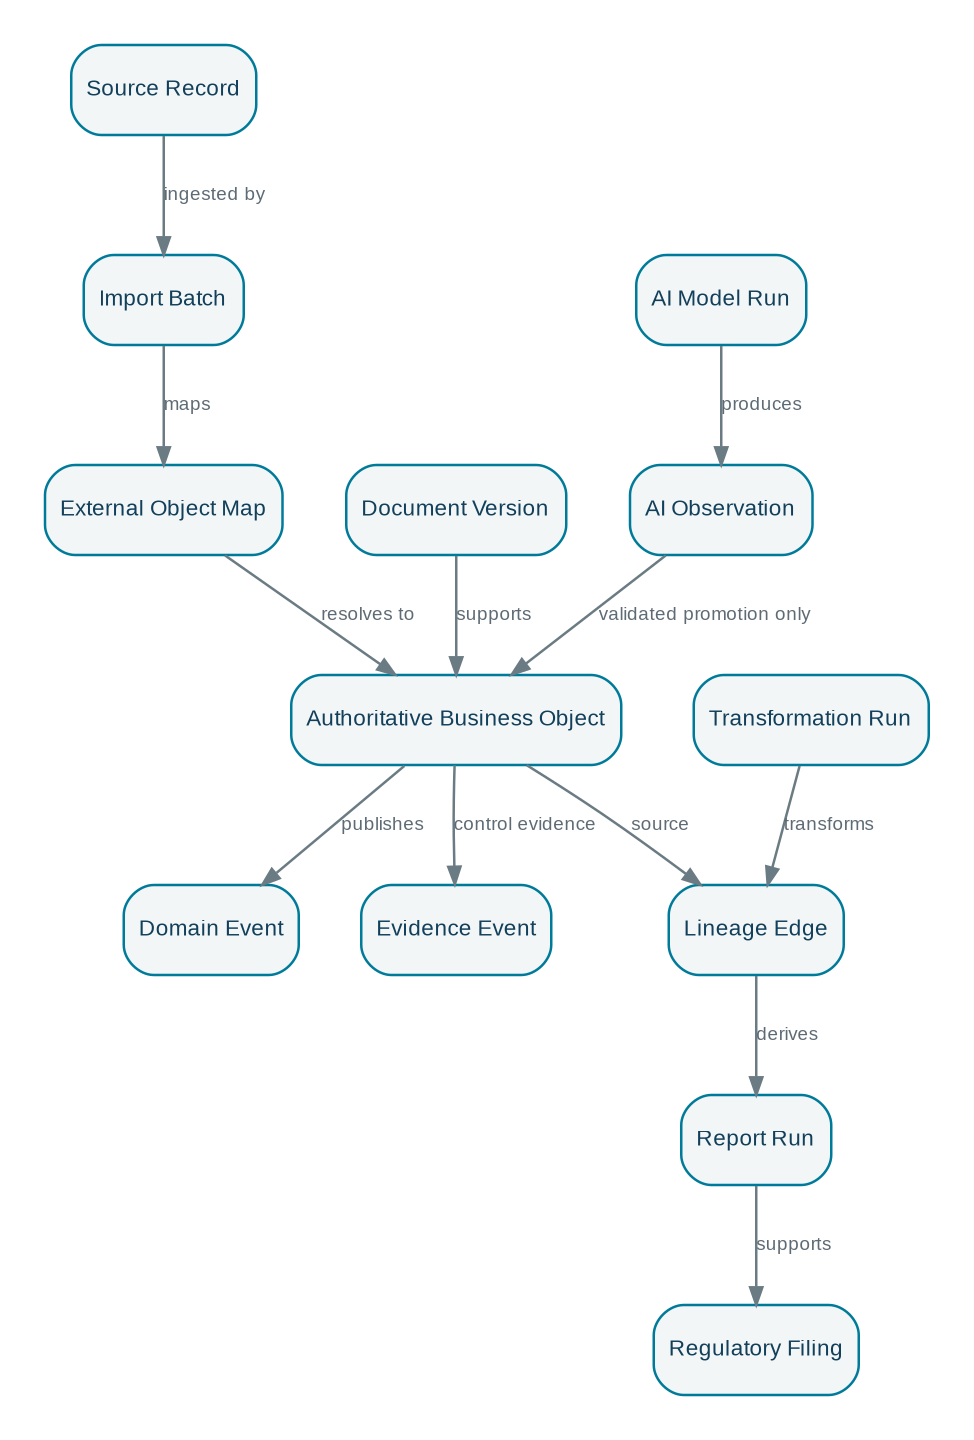 Source Record
ingested by
Import Batch
AI Model Run
maps
produces
External Object Map
Document Version
AI Observation
resolves to
supports
validated promotion only
Authoritative Business Object
Transformation Run
publishes
control evidence
source
transforms
Domain Event
Evidence Event
Lineage Edge
derives
Report Run
supports
Regulatory Filing